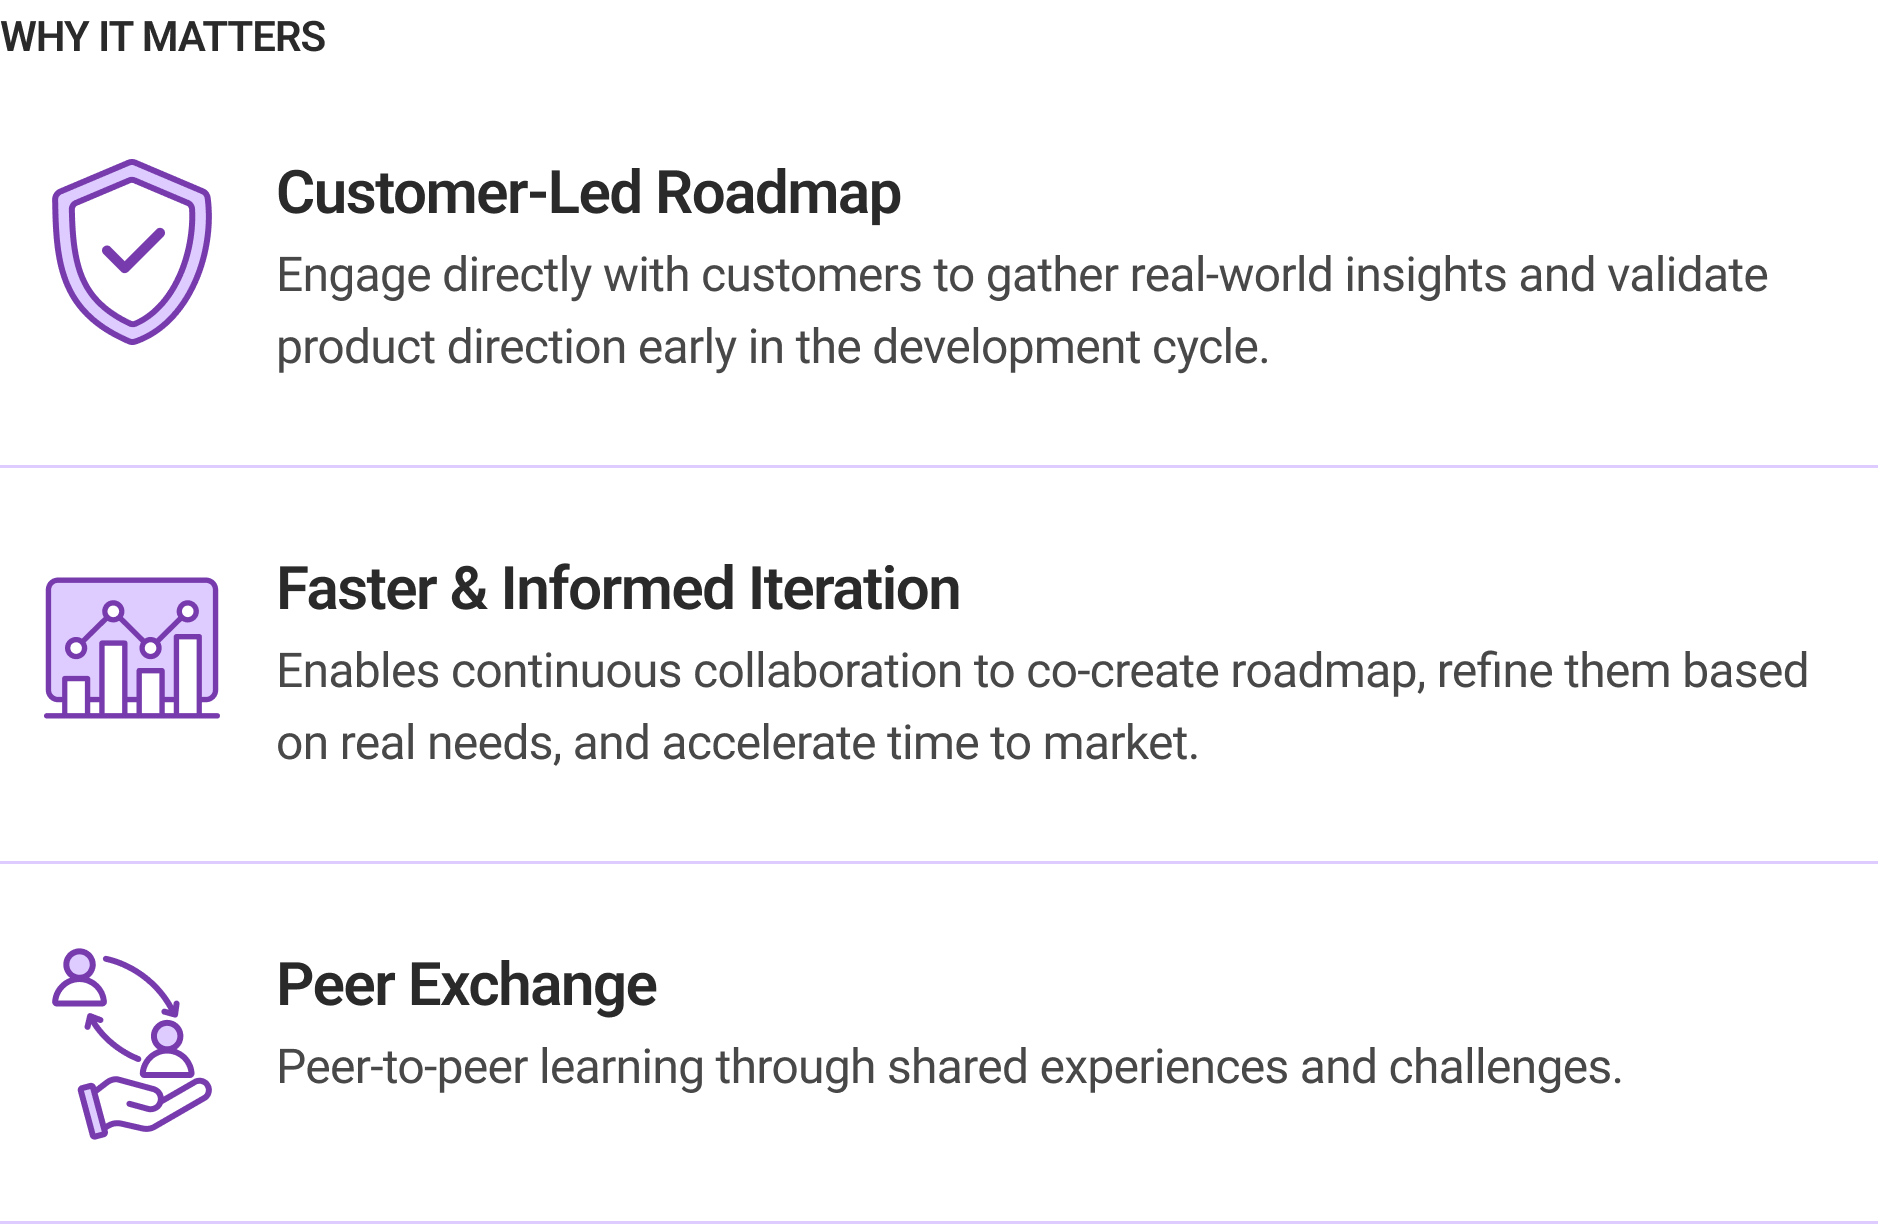 WHY IT MATTERS
Customer-Led Roadmap
Engage directly with customers to gather real-world insights and validate
product direction early in the development cycle.
Faster & Informed Iteration
Enables continuous collaboration to co-create roadmap, refine them based
on real needs, and accelerate time to market.
Peer Exchange
Peer-to-peer learning through shared experiences and challenges.